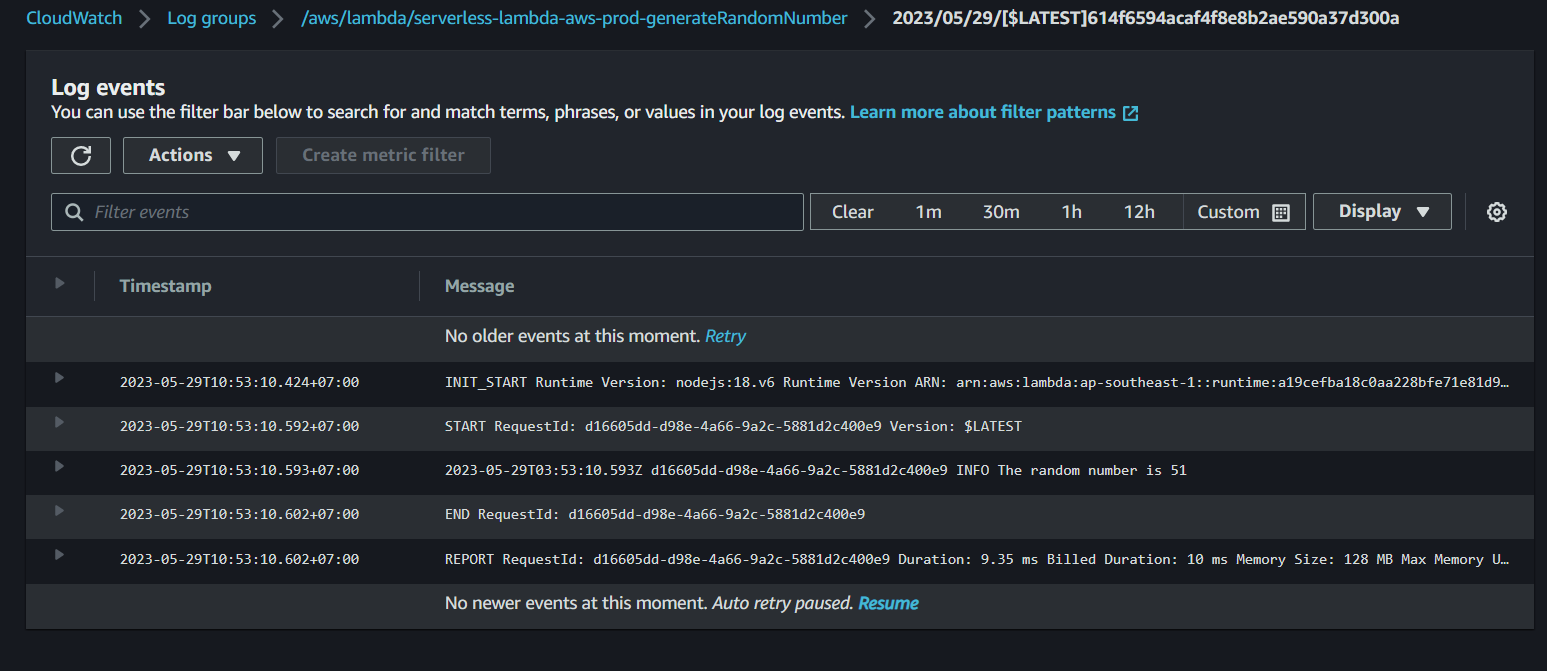 CloudWatch > Log groups > /aws/lambda/serverless-lambda-aws-prod-generateRandomNumber > 2023/05/29/[$LATEST]614f6594acaf4f8e8b2ae590a37d300a
Log events
You can use the filter bar below to search for and match terms, phrases, or values in your log events. Learn more about filter patterns
Actions ▼ Create metric filter
Filter events Clear 1m 30m 1h 12h Custom Display ▼
Timestamp Message
No older events at this moment. Retry
2023-05-29T10:53:10.424+07:00 INIT_START Runtime Version: nodejs:18.v6 Runtime Version ARN: arn:aws:lambda:ap-southeast-1::runtime:a19cefba18c0aa228bfe71e81d9…
2023-05-29T10:53:10.592+07:00 START RequestId: d16605dd-d98e-4a66-9a2c-5881d2c400e9 Version: $LATEST
2023-05-29T10:53:10.593+07:00 2023-05-29T03:53:10.593Z d16605dd-d98e-4a66-9a2c-5881d2c400e9 INFO The random number is 51
2023-05-29T10:53:10.602+07:00 END RequestId: d16605dd-d98e-4a66-9a2c-5881d2c400e9
2023-05-29T10:53:10.602+07:00 REPORT RequestId: d16605dd-d98e-4a66-9a2c-5881d2c400e9 Duration: 9.35 ms Billed Duration: 10 ms Memory Size: 128 MB Max Memory U…
No newer events at this moment. Auto retry paused. Resume